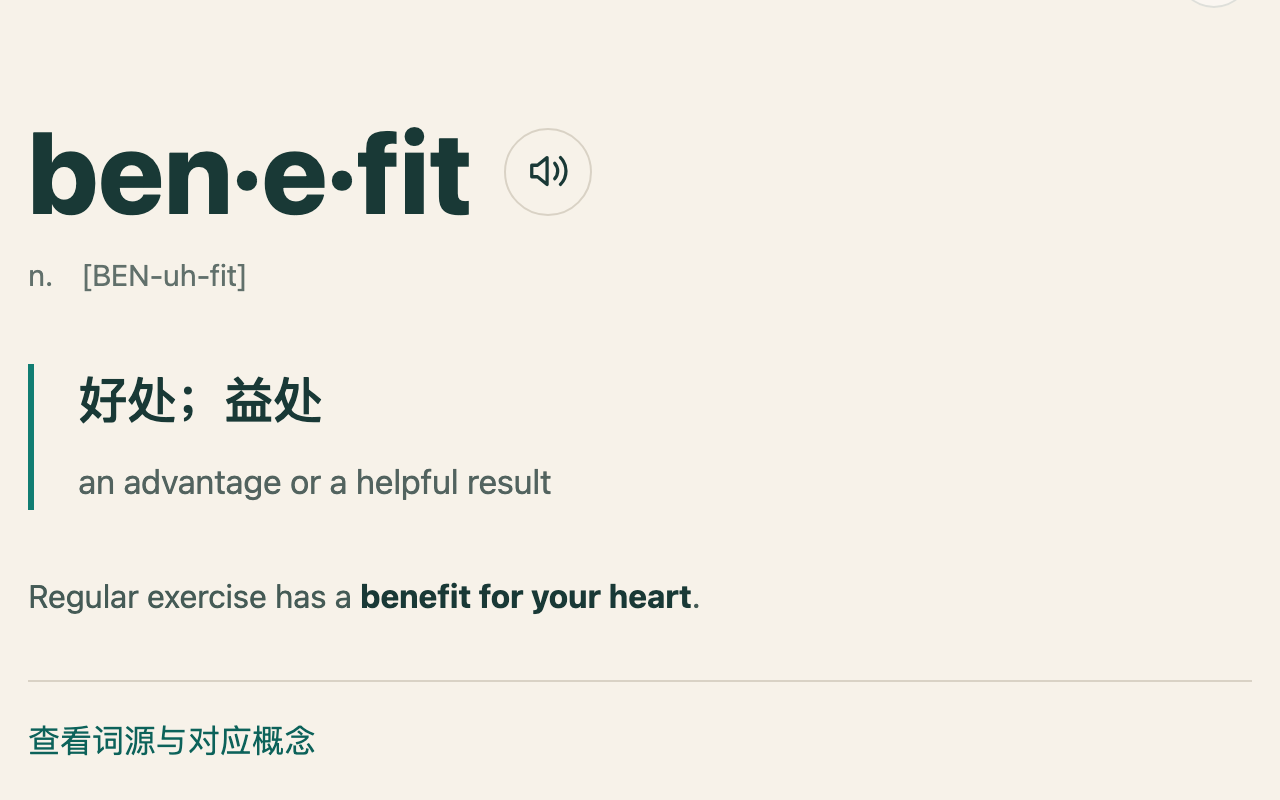 ben·e·fit
n. [BEN-uh-fit]
好处；益处
an advantage or a helpful result
Regular exercise has a benefit for your heart.
查看词源与对应概念